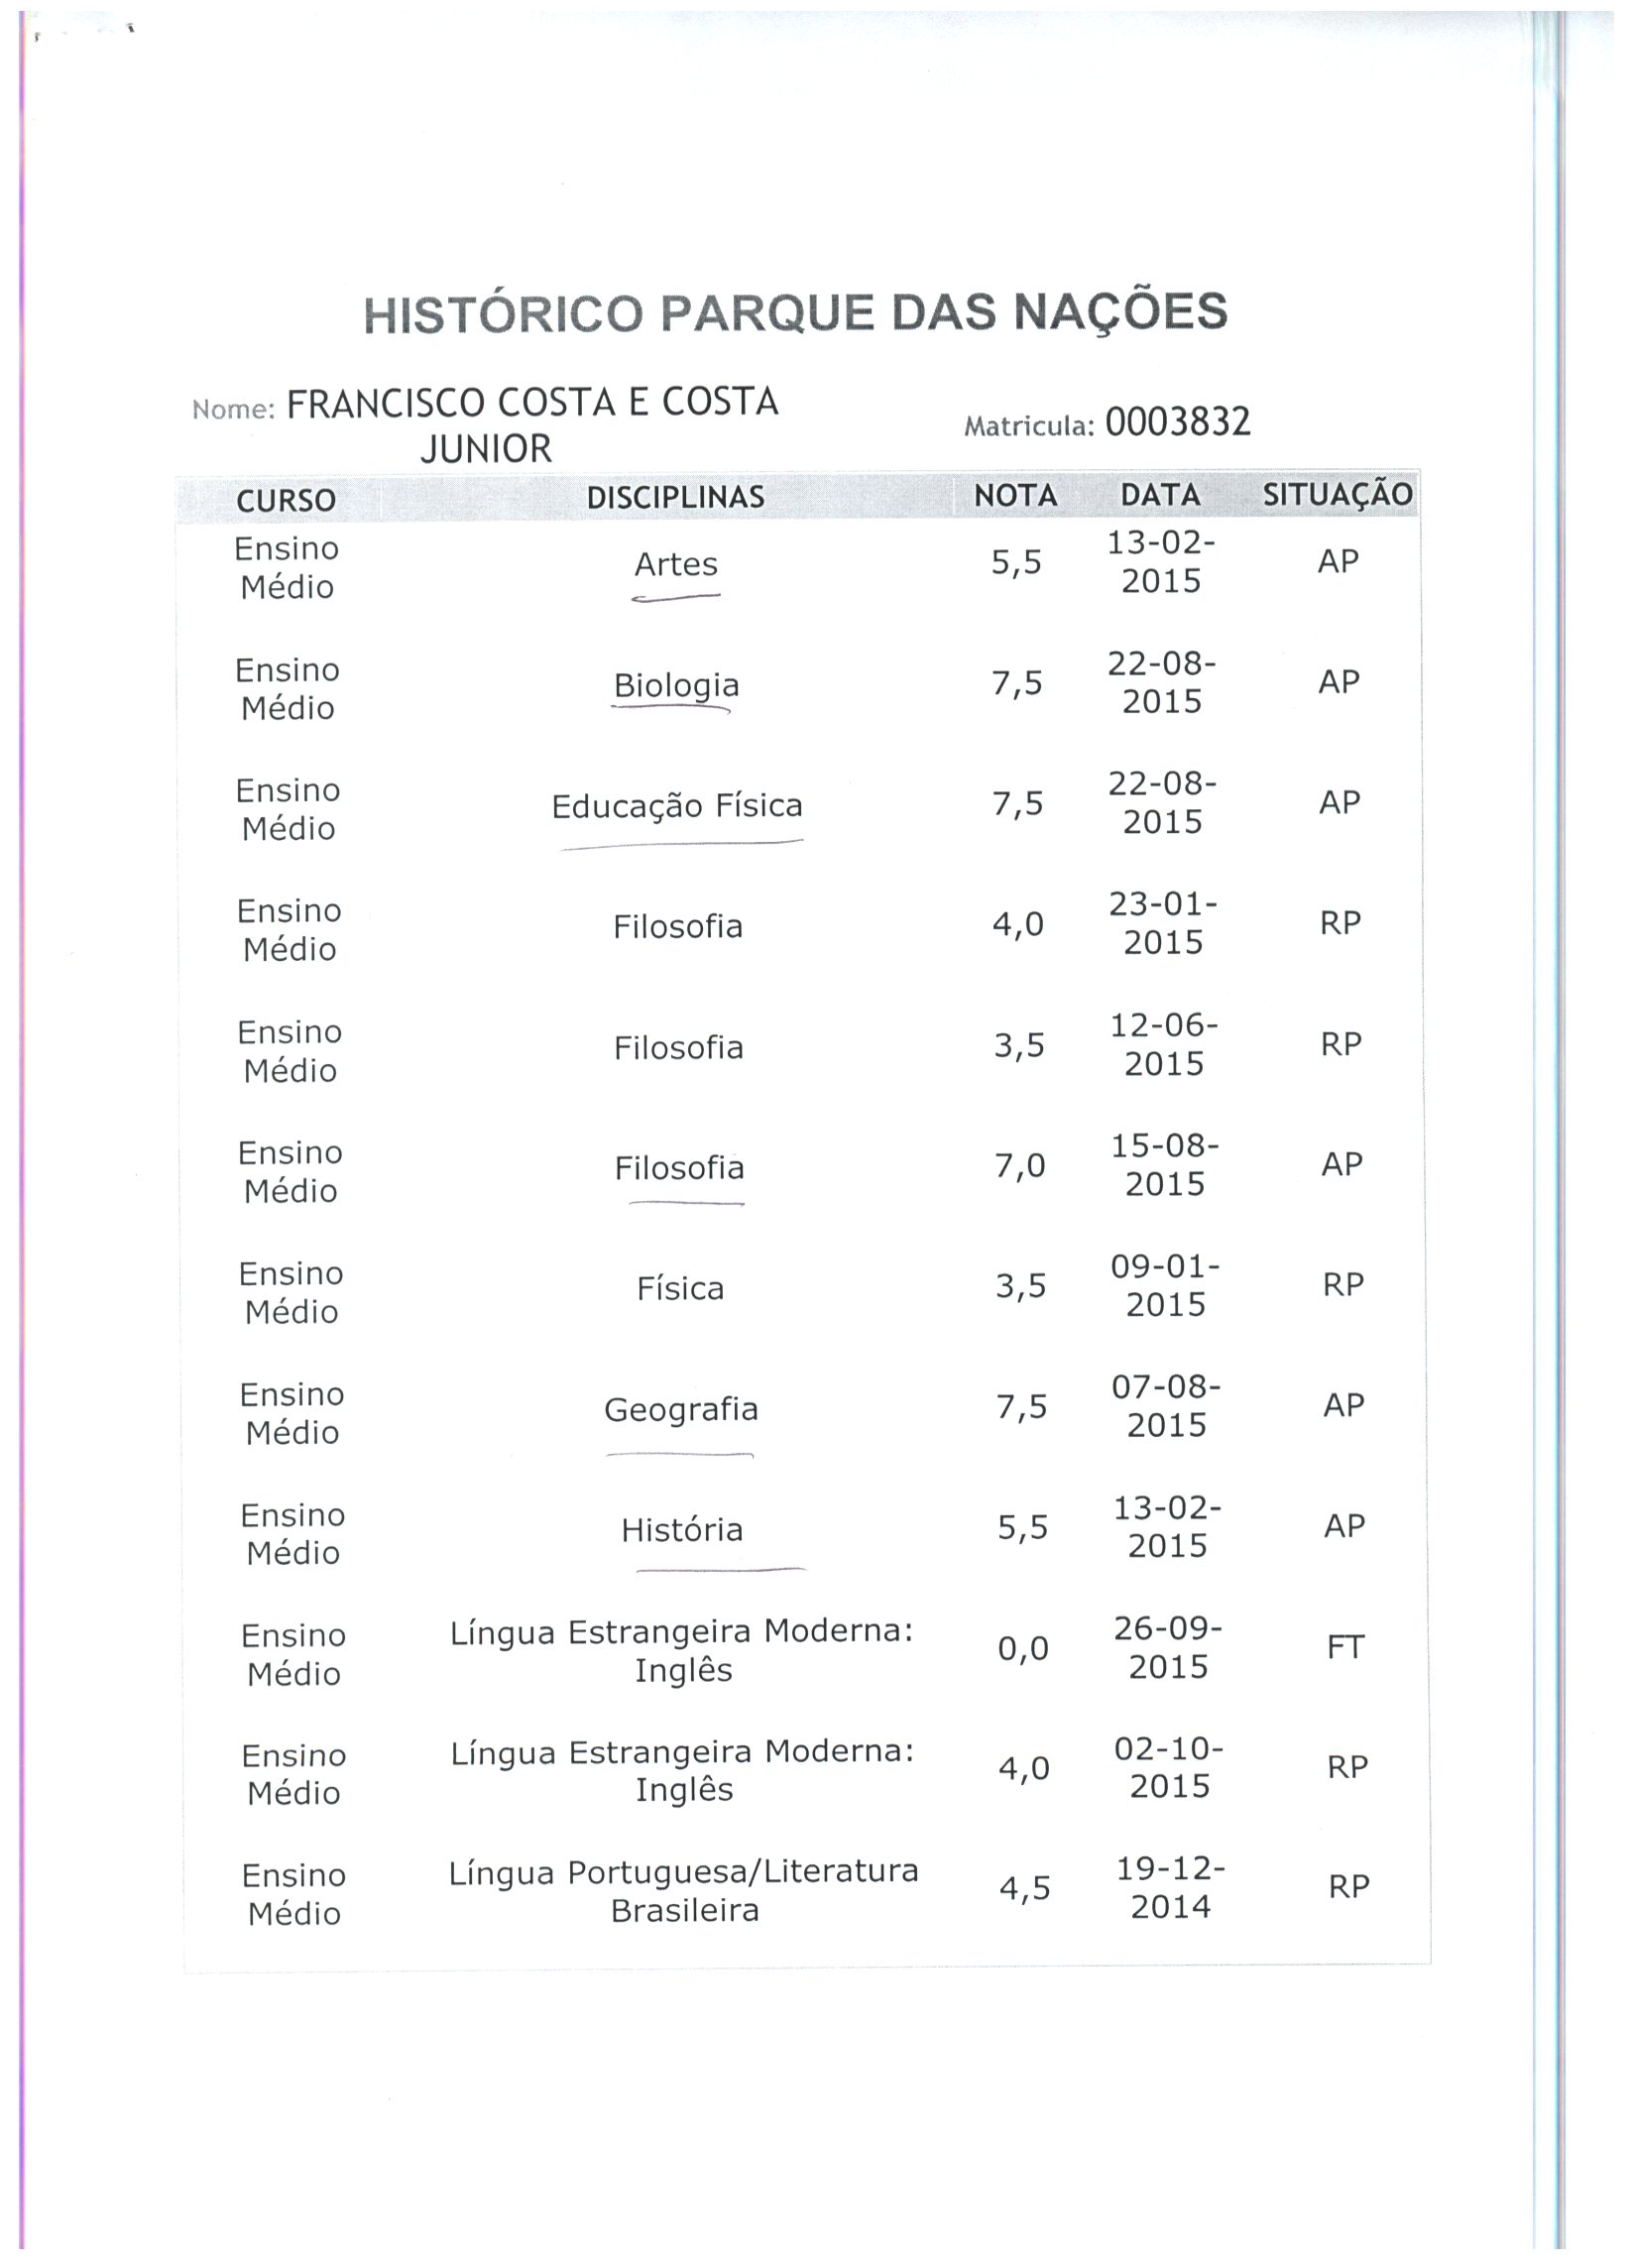 HISTÓRICO PARQUE DAS NAÇÕES
Nome: FRANCISCO COSTA E COSTA
JUNIOR
Matricula: 0003832
CURSO DISCIPLINAS NOTA DATA SITUAÇÃO
Ensino
Médio
Artes
5,5
13-02-
2015
AP
Ensino
Médio
Biologia
7,5
22-08-
2015
AP
Ensino
Médio
Educação Física
7,5
22-08-
2015
AP
Ensino
Médio
Filosofia
4,0
23-01-
2015
RP
Ensino
Médio
Filosofia
3,5
12-06-
2015
RP
Ensino
Médio
Filosofia
7,0
15-08-
2015
AP
Ensino
Médio
Física
3,5
09-01-
2015
RP
Ensino
Médio
Geografia
7,5
07-08-
2015
AP
Ensino
Médio
História
5,5
13-02-
2015
AP
Ensino
Médio
Língua Estrangeira Moderna:
Inglês
0,0
26-09-
2015
FT
Ensino
Médio
Língua Estrangeira Moderna:
Inglês
4,0
02-10-
2015
RP
Ensino
Médio
Língua Portuguesa/Literatura
Brasileira
4,5
19-12-
2014
RP